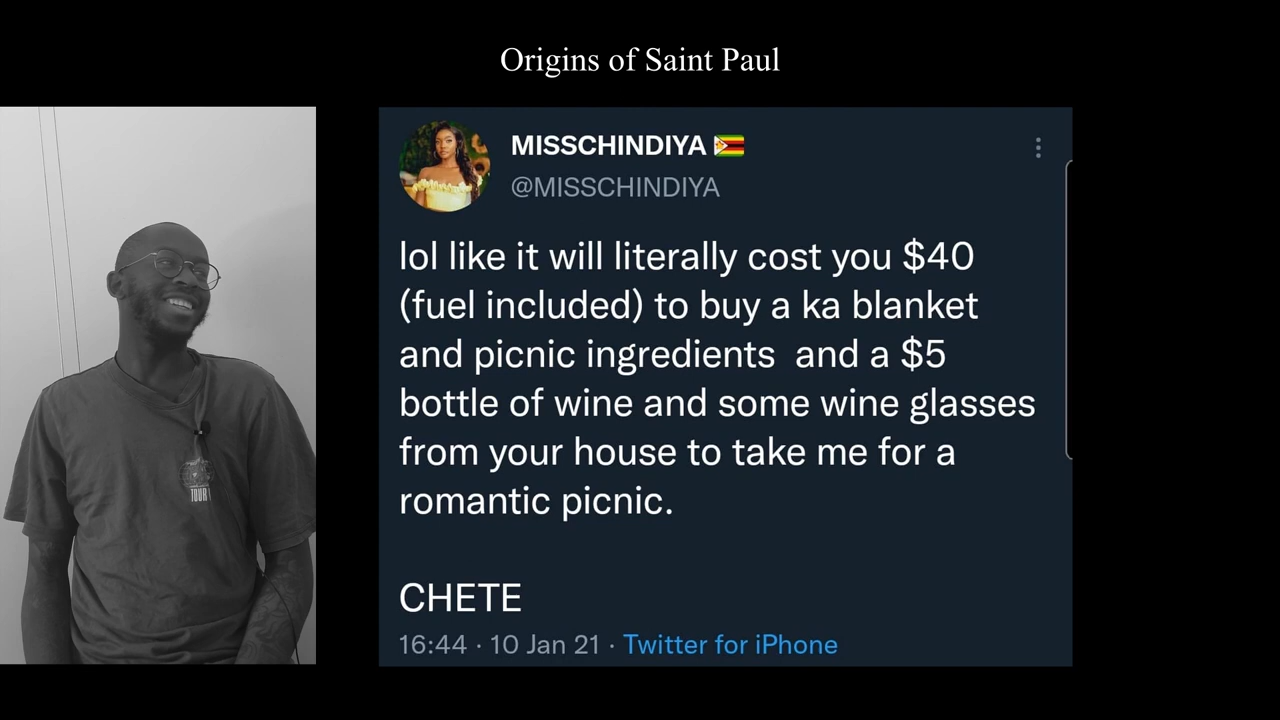 Origins of Saint Paul
MISSCHINDIYA
@MISSCHINDIYA
lol like it will literally cost you $40
(fuel included) to buy a ka blanket
and picnic ingredients  and a $5
bottle of wine and some wine glasses
from your house to take me for a
romantic picnic.
CHETE
16:44 · 10 Jan 21 · Twitter for iPhone
TOUR